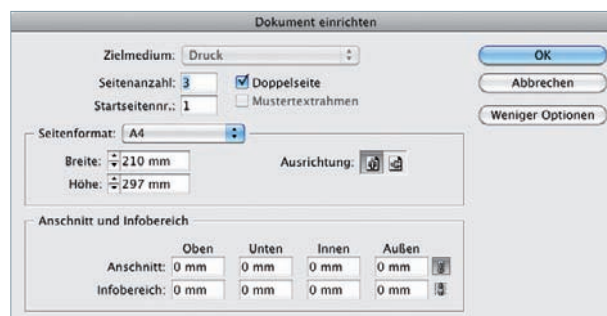 Dokument einrichten
Zielmedium: Druck
OK
Seitenanzahl: 3 Doppelseite
Abbrechen
Startseitennr.: 1 Mustertextrahmen
Weniger Optionen
Seitenformat: A4
Breite: 210 mm Ausrichtung:
Höhe: 297 mm
Anschnitt und Infobereich
Oben Unten Innen Außen
Anschnitt: 0 mm 0 mm 0 mm 0 mm
Infobereich: 0 mm 0 mm 0 mm 0 mm